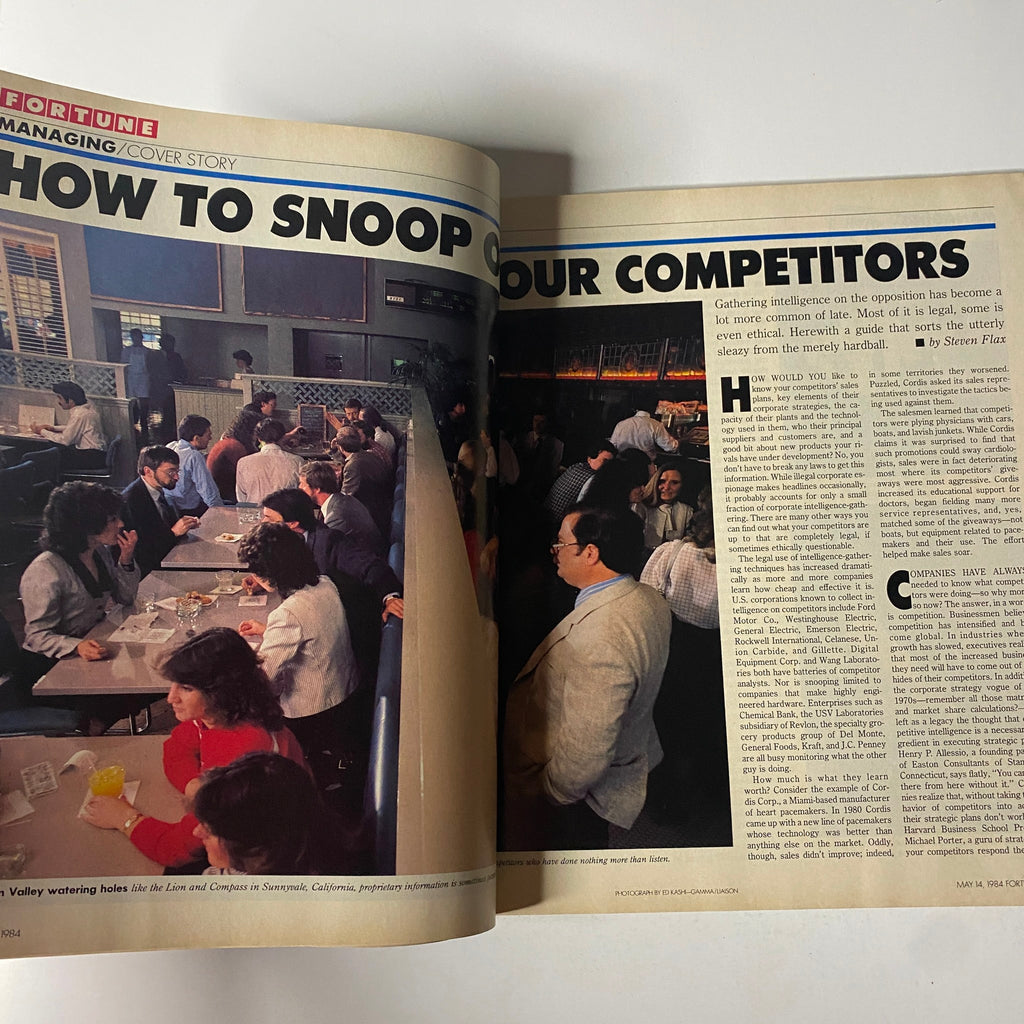 FORTUNE
MANAGING/COVER STORY
HOW TO SNOOP O
OUR COMPETITORS
n Valley watering holes like the Lion and Compass in Sunnyvale, California, proprietary information is sometimes
1984
Gathering intelligence on the opposition has become a
lot more common of late. Most of it is legal, some is
even ethical. Herewith a guide that sorts the utterly
sleazy from the merely hardball. ■ by Steven Flax
HOW WOULD YOU like to
know your competitors' sales
plans, key elements of their
corporate strategies, the ca-
pacity of their plants and the technol-
ogy used in them, who their principal
suppliers and customers are, and a
good bit about new products your ri-
vals have under development? No, you
don't have to break any laws to get this
information. While illegal corporate es-
pionage makes headlines occasionally,
it probably accounts for only a small
fraction of corporate intelligence-gath-
ering. There are many other ways you
can find out what your competitors are
up to that are completely legal, if
sometimes ethically questionable.
The legal use of intelligence-gather-
ing techniques has increased dramati-
cally as more and more companies
learn how cheap and effective it is.
U.S. corporations known to collect in-
telligence on competitors include Ford
Motor Co., Westinghouse Electric,
General Electric, Emerson Electric,
Rockwell International, Celanese, Un-
ion Carbide, and Gillette. Digital
Equipment Corp. and Wang Laborato-
ries both have batteries of competitor
analysts. Nor is snooping limited to
companies that make highly engi-
neered hardware. Enterprises such as
Chemical Bank, the USV Laboratories
subsidiary of Revlon, the specialty gro-
cery products group of Del Monte,
General Foods, Kraft, and J.C. Penney
are all busy monitoring what the other
guy is doing.
How much is what they learn
worth? Consider the example of Cor-
dis Corp., a Miami-based manufacturer
of heart pacemakers. In 1980 Cordis
came up with a new line of pacemakers
whose technology was better than
anything else on the market. Oddly,
though, sales didn't improve; indeed,
in some territories they worsened.
Puzzled, Cordis asked its sales repre-
sentatives to investigate the tactics be-
ing used against them.
The salesmen learned that competi-
tors were plying physicians with cars,
boats, and lavish junkets. While Cordis
claims it was surprised to find that
such promotions could sway cardiolo-
gists, sales were in fact deteriorating
most where its competitors' give-
aways were most aggressive. Cordis
increased its educational support for
doctors, began fielding many more
service representatives, and, yes,
matched some of the giveaways—not
boats, but equipment related to pace-
makers and their use. The effort
helped make sales soar.
COMPANIES HAVE ALWAYS
needed to know what compet
tors were doing—so why mor
so now? The answer, in a wor
is competition. Businessmen believ
competition has intensified and b
come global. In industries whe
growth has slowed, executives real
that most of the increased busin
they need will have to come out of
hides of their competitors. In additi
the corporate strategy vogue of
1970s—remember all those matu
and market share calculations?—
left as a legacy the thought that
petitive intelligence is a necessar
gredient in executing strategic p
Henry P. Allessio, a founding pa
of Easton Consultants of Stam
Connecticut, says flatly, "You can
there from here without it." C
nies realize that, without taking t
havior of competitors into ac
their strategic plans don't work
Harvard Business School Pr
Michael Porter, a guru of strat
your competitors respond the
petitors who have done nothing more than listen.
PHOTOGRAPH BY ED KASHI—GAMMA/LIAISON
MAY 14, 1984 FORT